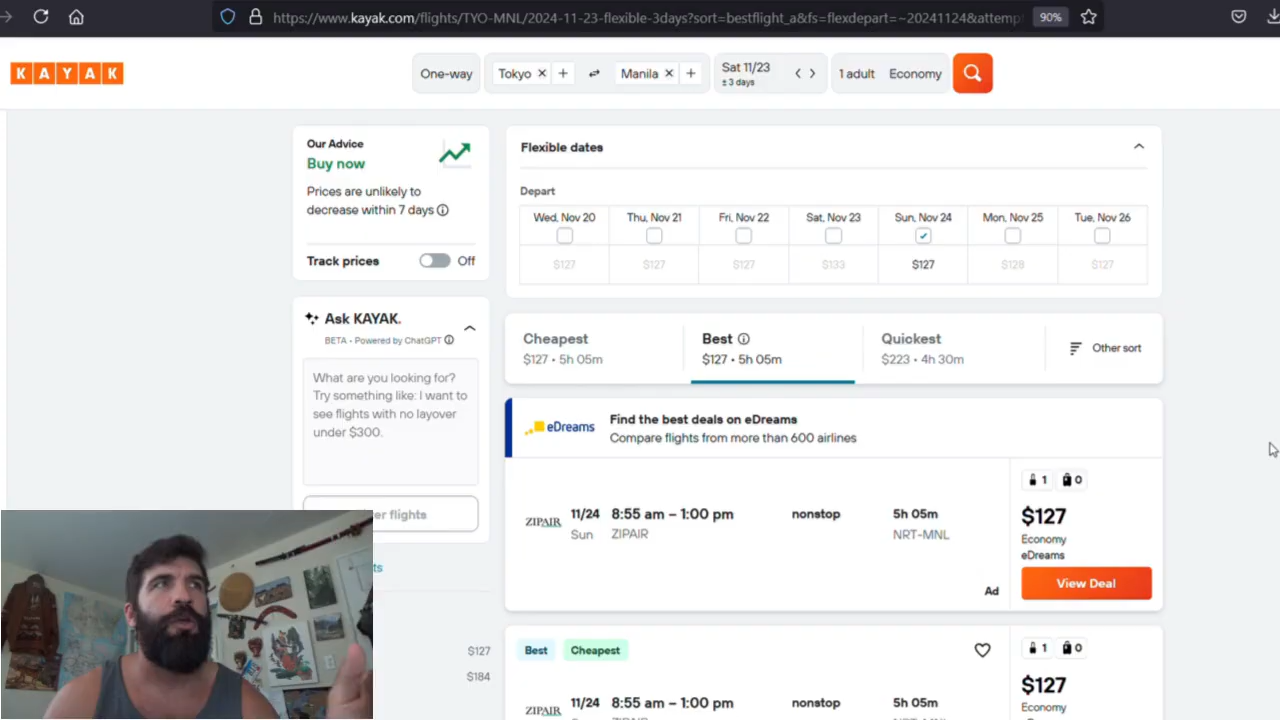 https://www.kayak.com/flights/TYO-MNL/2024-11-23-flexible-3days?sort=bestflight_a&fs=flexdepart=~20241124&attemp
90%
KAYAK
One-way
Tokyo
Manila
Sat 11/23
± 3 days
1 adult Economy
Our Advice
Buy now
Prices are unlikely to
decrease within 7 days
Track prices Off
Ask KAYAK.
BETA • Powered by ChatGPT
What are you looking for?
Try something like: I want to
see flights with no layover
under $300.
er flights
ts
$127
$184
Flexible dates
Depart
Wed, Nov 20 Thu, Nov 21 Fri, Nov 22 Sat, Nov 23 Sun, Nov 24 Mon, Nov 25 Tue, Nov 26
$127 $127 $127 $133 $127 $128 $127
Cheapest
$127 • 5h 05m
Best
$127 • 5h 05m
Quickest
$223 • 4h 30m
Other sort
eDreams
Find the best deals on eDreams
Compare flights from more than 600 airlines
ZIPAIR
11/24 8:55 am – 1:00 pm nonstop 5h 05m
Sun ZIPAIR NRT-MNL
Ad
1 0
$127
Economy
eDreams
View Deal
Best Cheapest
ZIPAIR
11/24 8:55 am – 1:00 pm nonstop 5h 05m
1 0
$127
Economy